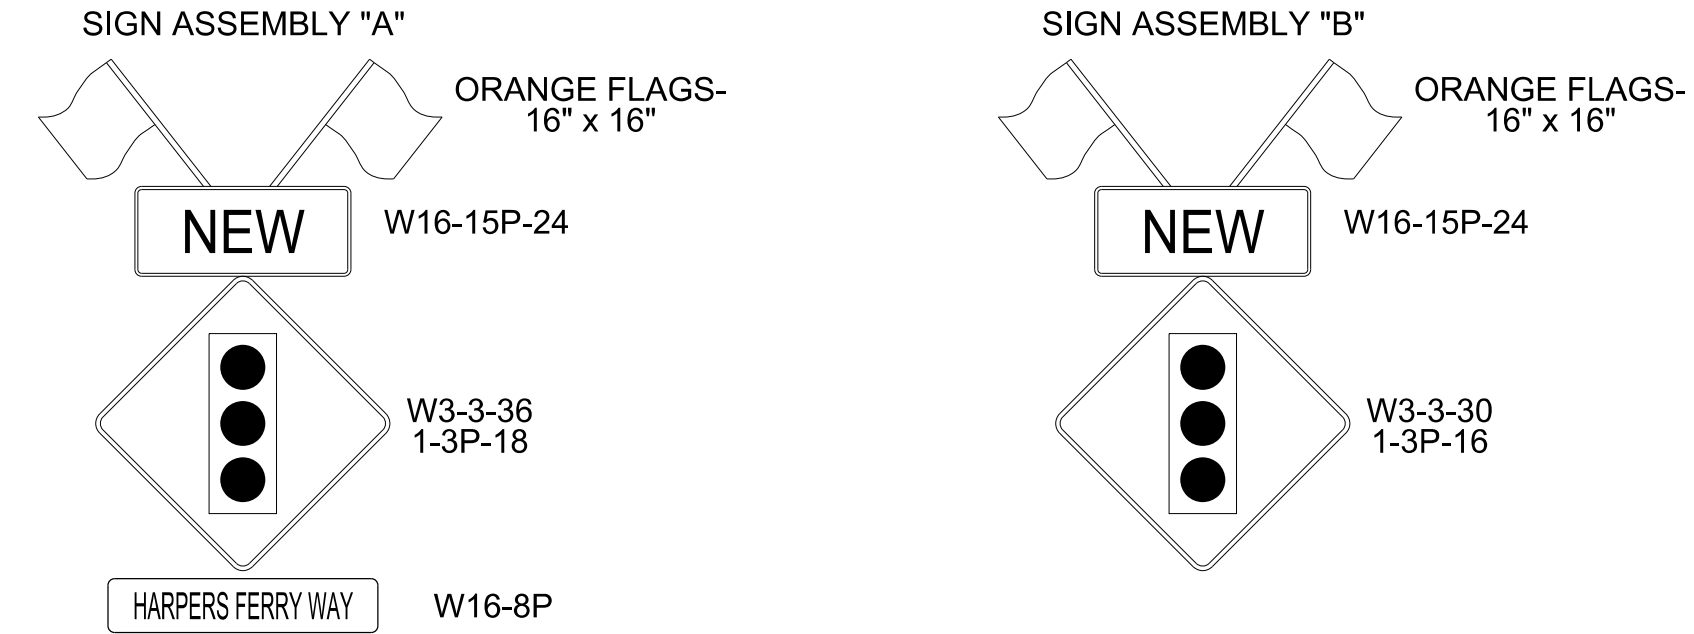 SIGN ASSEMBLY "A"
ORANGE FLAGS-
16" x 16"
NEW
W16-15P-24
W3-3-36
1-3P-18
HARPERS FERRY WAY
W16-8P
SIGN ASSEMBLY "B"
ORANGE FLAGS-
16" x 16"
NEW
W16-15P-24
W3-3-30
1-3P-16